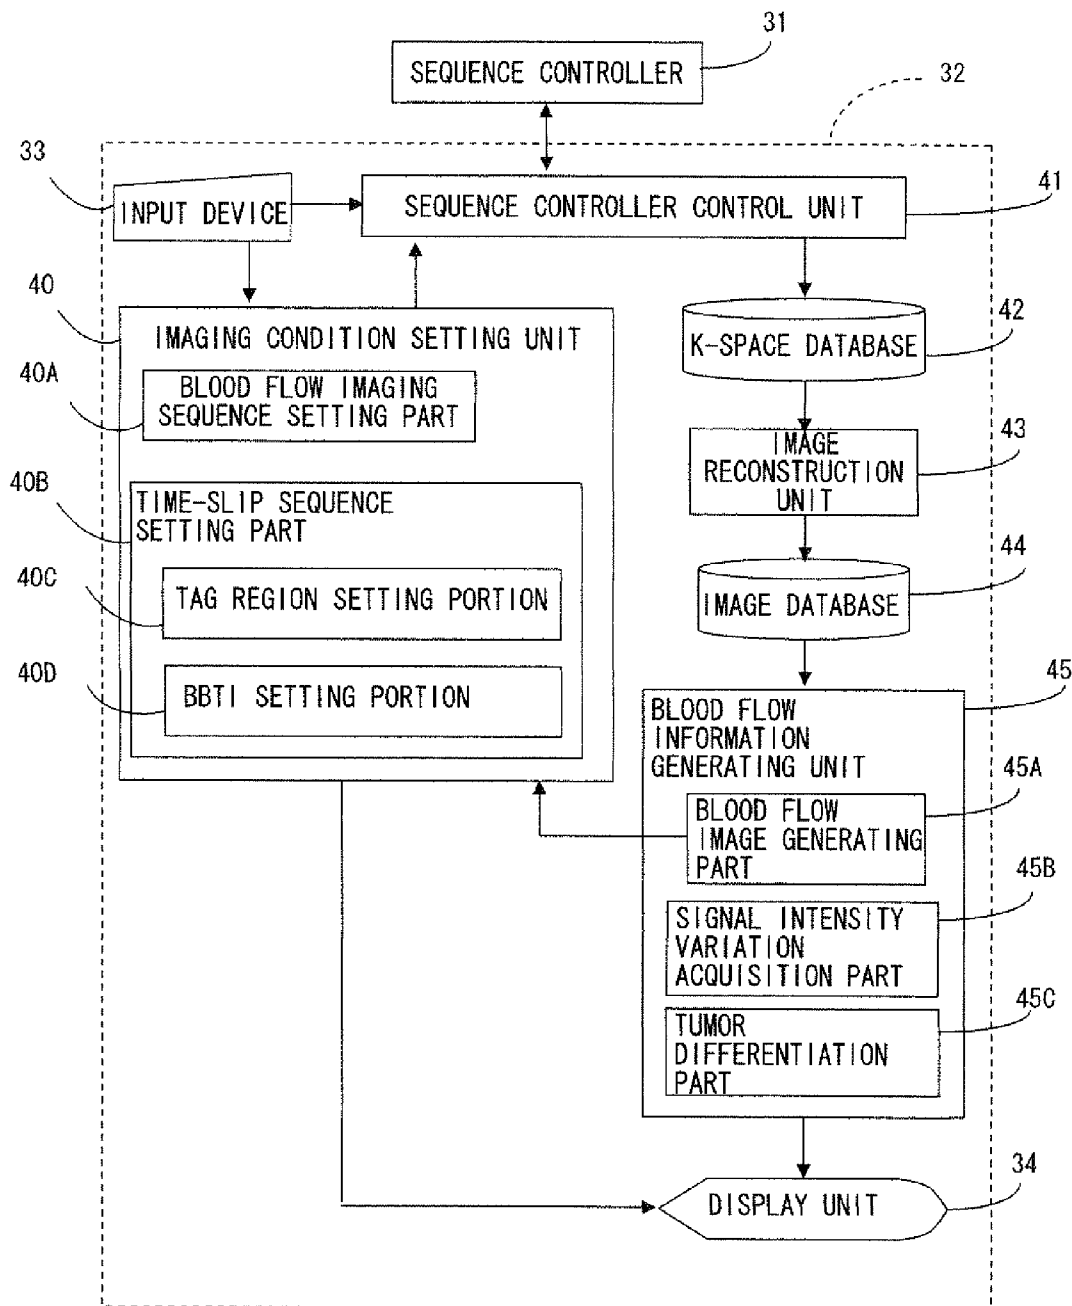 31
SEQUENCE CONTROLLER
32
33
INPUT DEVICE
SEQUENCE CONTROLLER CONTROL UNIT
41
40
IMAGING CONDITION SETTING UNIT
40A
BLOOD FLOW IMAGING
SEQUENCE SETTING PART
40B
TIME-SLIP SEQUENCE
SETTING PART
40C
TAG REGION SETTING PORTION
40D
BBTI SETTING PORTION
42
K-SPACE DATABASE
43
IMAGE
RECONSTRUCTION
UNIT
44
IMAGE DATABASE
45
BLOOD FLOW
INFORMATION
GENERATING UNIT
45A
BLOOD FLOW
IMAGE GENERATING
PART
45B
SIGNAL INTENSITY
VARIATION
ACQUISITION PART
45C
TUMOR
DIFFERENTIATION
PART
34
DISPLAY UNIT